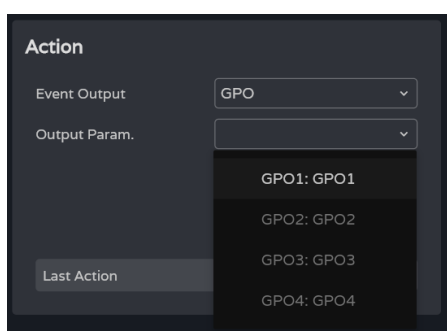 Action
Event Output GPO
Output Param.
GPO1: GPO1
GPO2: GPO2
GPO3: GPO3
Last Action
GPO4: GPO4